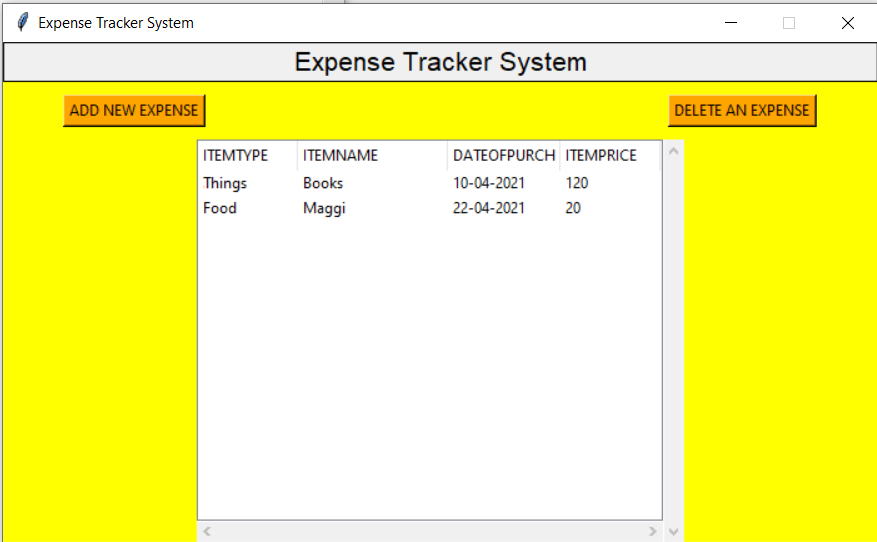 Expense Tracker System
Expense Tracker System
ADD NEW EXPENSE DELETE AN EXPENSE
ITEMTYPE ITEMNAME DATEOFPURCH ITEMPRICE
Things Books 10-04-2021 120
Food Maggi 22-04-2021 20